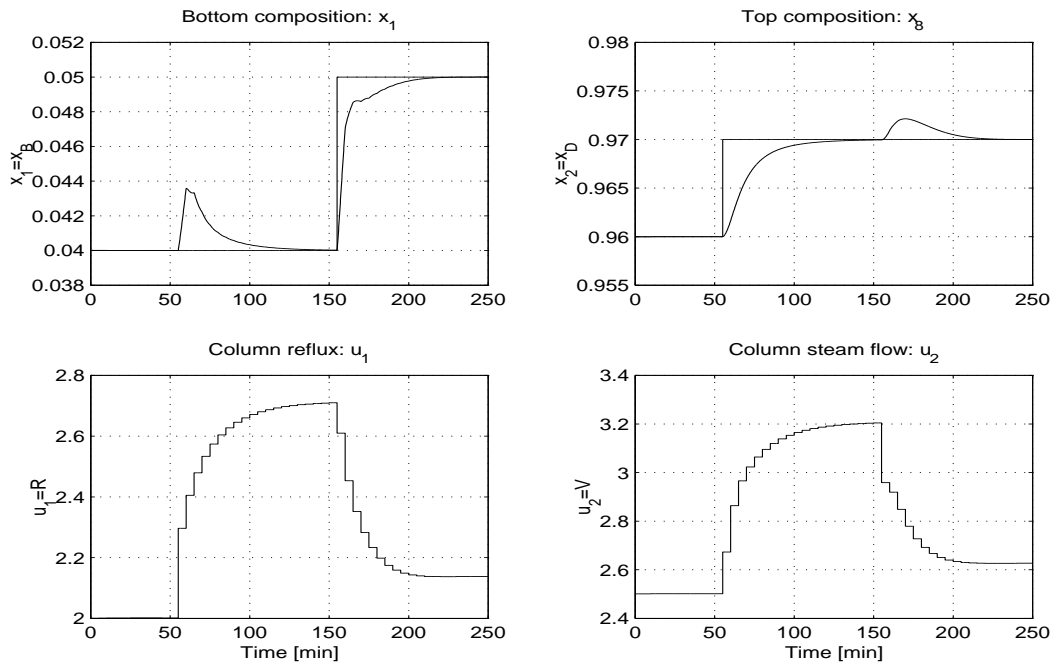 Bottom composition: x1
0.052
0.05
0.048
0.046
0.044
0.042
0.04
0.038
x1=xB
0 50 100 150 200 250
Top composition: x8
0.98
0.975
0.97
0.965
0.96
0.955
x2=xD
0 50 100 150 200 250
Column reflux: u1
2.8
2.6
2.4
2.2
2
u1=R
0 50 100 150 200 250
Time [min]
Column steam flow: u2
3.4
3.2
3
2.8
2.6
2.4
u2=V
0 50 100 150 200 250
Time [min]